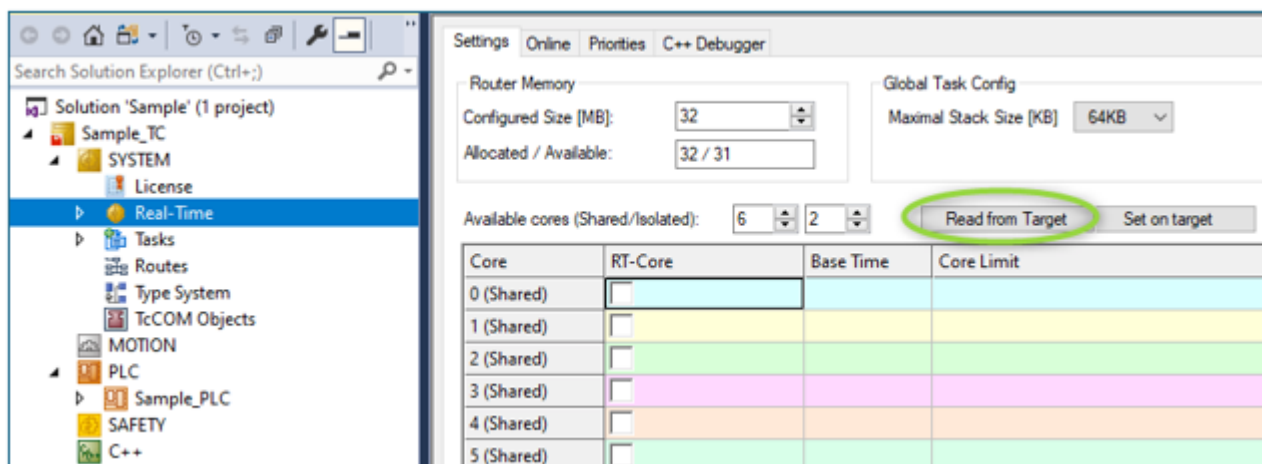 Search Solution Explorer (Ctrl+;)
Solution 'Sample' (1 project)
Sample_TC
SYSTEM
License
Real-Time
Tasks
Routes
Type System
TcCOM Objects
MOTION
PLC
Sample_PLC
SAFETY
C++
Settings Online Priorities C++ Debugger
Router Memory
Configured Size [MB]: 32
Allocated / Available: 32 / 31
Global Task Config
Maximal Stack Size [KB] 64KB
Available cores (Shared/Isolated): 6 2 Read from Target Set on target
Core RT-Core Base Time Core Limit
0 (Shared)
1 (Shared)
2 (Shared)
3 (Shared)
4 (Shared)
5 (Shared)